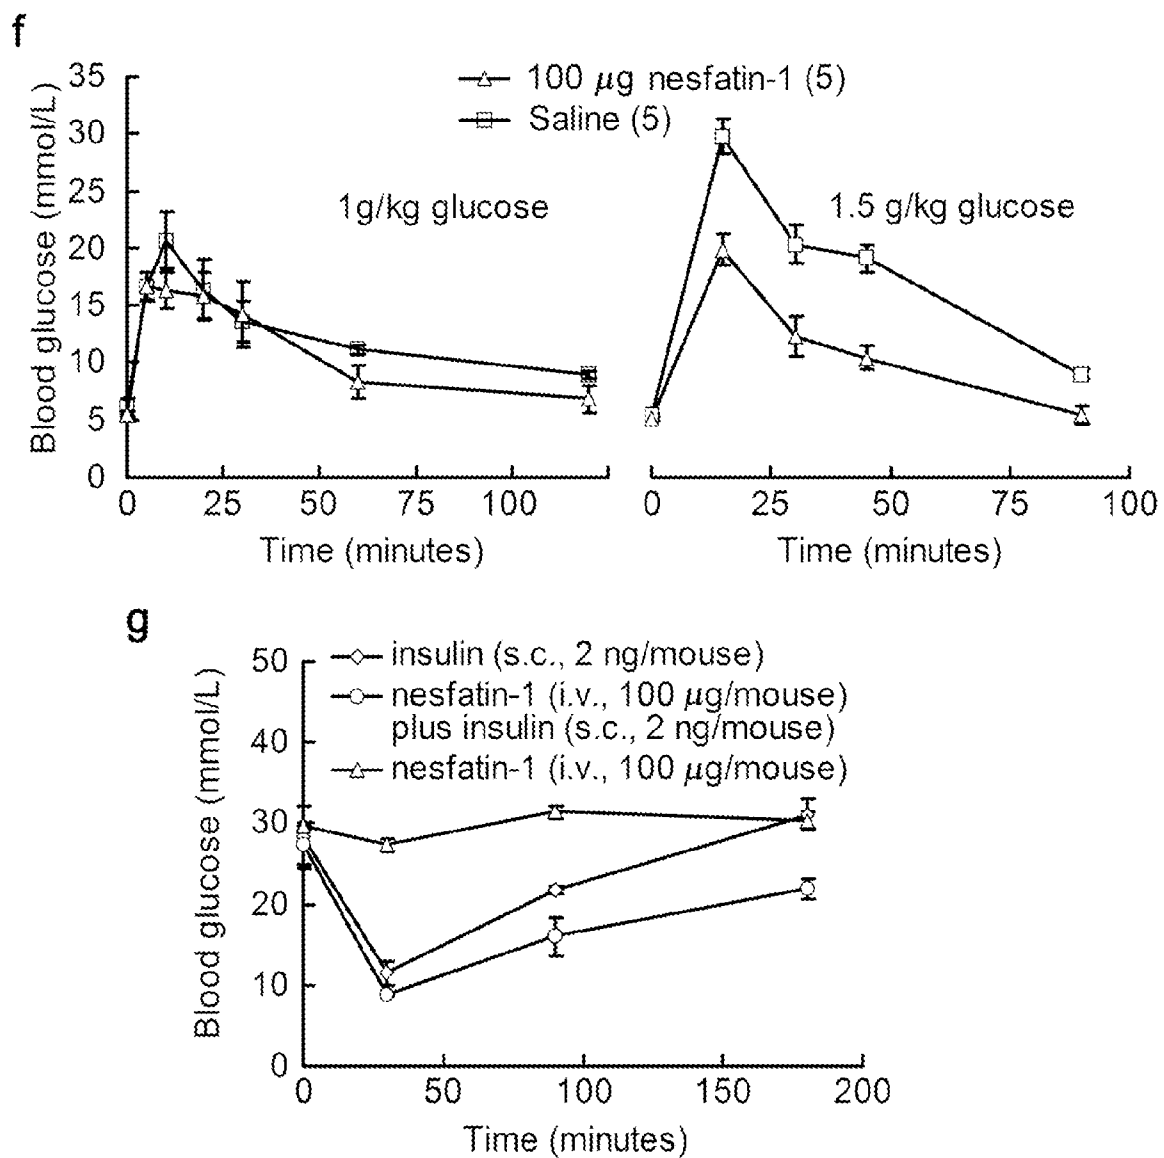 f
Blood glucose (mmol/L)
35
30
25
20
15
10
5
0
100 μg nesfatin-1 (5)
Saline (5)
1g/kg glucose
1.5 g/kg glucose
0 25 50 75 100
Time (minutes)
0 25 50 75 100
Time (minutes)
g
Blood glucose (mmol/L)
50
40
30
20
10
0
insulin (s.c., 2 ng/mouse)
nesfatin-1 (i.v., 100 μg/mouse)
plus insulin (s.c., 2 ng/mouse)
nesfatin-1 (i.v., 100 μg/mouse)
0 50 100 150 200
Time (minutes)